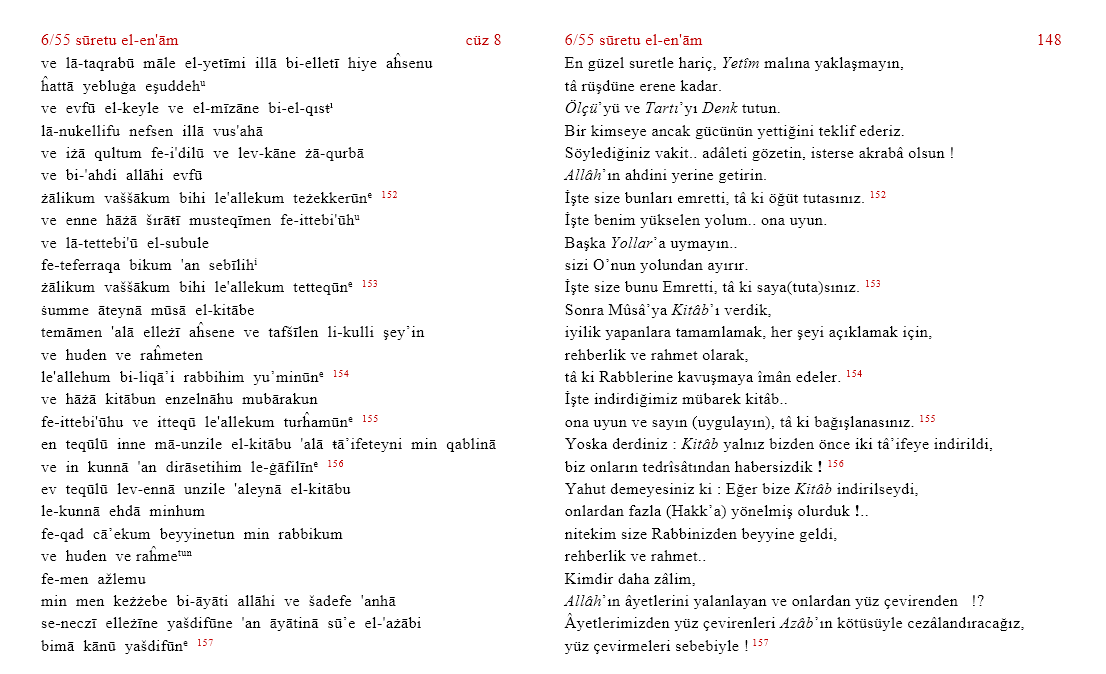 6/55 sūretu el-en'ām cüz 8
ve lā-taqrabū māle el-yetīmi illā bi-elletī hiye aĥsenu
ĥattā yebluġa eşuddehᵘ
ve evfū el-keyle ve el-mīzāne bi-el-qısŧⁱ
lā-nukellifu nefsen illā vus'ahā
ve iżā qultum fe-i'dilū ve lev-kāne żā-qurbā
ve bi-'ahdi allāhi evfū
żālikum vaššākum bihi le'allekum teżekkerūnᵉ 152
ve enne hāżā šırāŧī musteqīmen fe-ittebi'ūhᵘ
ve lā-tettebi'ū el-subule
fe-teferraqa bikum 'an sebīlihⁱ
żālikum vaššākum bihi le'allekum tetteqūnᵉ 153
ṡumme āteynā mūsā el-kitābe
temāmen 'alā elleżī aĥsene ve tafšīlen li-kulli şey’in
ve huden ve raĥmeten
le'allehum bi-liqā’i rabbihim yu’minūnᵉ 154
ve hāżā kitābun enzelnāhu mubārakun
fe-ittebi'ūhu ve itteqū le'allekum turĥamūnᵉ 155
en teqūlū inne mā-unzile el-kitābu 'alā ŧā’ifeteyni min qablinā
ve in kunnā 'an dirāsetihim le-ġāfilīnᵉ 156
ev teqūlū lev-ennā unzile 'aleynā el-kitābu
le-kunnā ehdā minhum
fe-qad cā’ekum beyyinetun min rabbikum
ve huden ve raĥmeᵗᵘⁿ
fe-men ažlemu
min men keżżebe bi-āyāti allāhi ve šadefe 'anhā
se-neczī elleżīne yašdifūne 'an āyātinā sū’e el-'ażābi
bimā kānū yašdifūnᵉ 157
6/55 sūretu el-en'ām 148
En güzel suretle hariç, Yetîm malına yaklaşmayın,
tâ rüşdüne erene kadar.
Ölçü’yü ve Tartı’yı Denk tutun.
Bir kimseye ancak gücünün yettiğini teklif ederiz.
Söylediğiniz vakit.. adâleti gözetin, isterse akrabâ olsun !
Allâh’ın ahdini yerine getirin.
İşte size bunları emretti, tâ ki öğüt tutasınız. 152
İşte benim yükselen yolum.. ona uyun.
Başka Yollar’a uymayın..
sizi O’nun yolundan ayırır.
İşte size bunu Emretti, tâ ki saya(tuta)sınız. 153
Sonra Mûsâ’ya Kitâb’ı verdik,
iyilik yapanlara tamamlamak, her şeyi açıklamak için,
rehberlik ve rahmet olarak,
tâ ki Rabblerine kavuşmaya îmân edeler. 154
İşte indirdiğimiz mübarek kitâb..
ona uyun ve sayın (uygulayın), tâ ki bağışlanasınız. 155
Yoska derdiniz : Kitâb yalnız bizden önce iki tâ’ifeye indirildi,
biz onların tedrîsâtından habersizdik ! 156
Yahut demeyesiniz ki : Eğer bize Kitâb indirilseydi,
onlardan fazla (Hakk’a) yönelmiş olurduk !..
nitekim size Rabbinizden beyyine geldi,
rehberlik ve rahmet..
Kimdir daha zâlim,
Allâh’ın âyetlerini yalanlayan ve onlardan yüz çevirenden !?
Âyetlerimizden yüz çevirenleri Azâb’ın kötüsüyle cezâlandıracağız,
yüz çevirmeleri sebebiyle ! 157